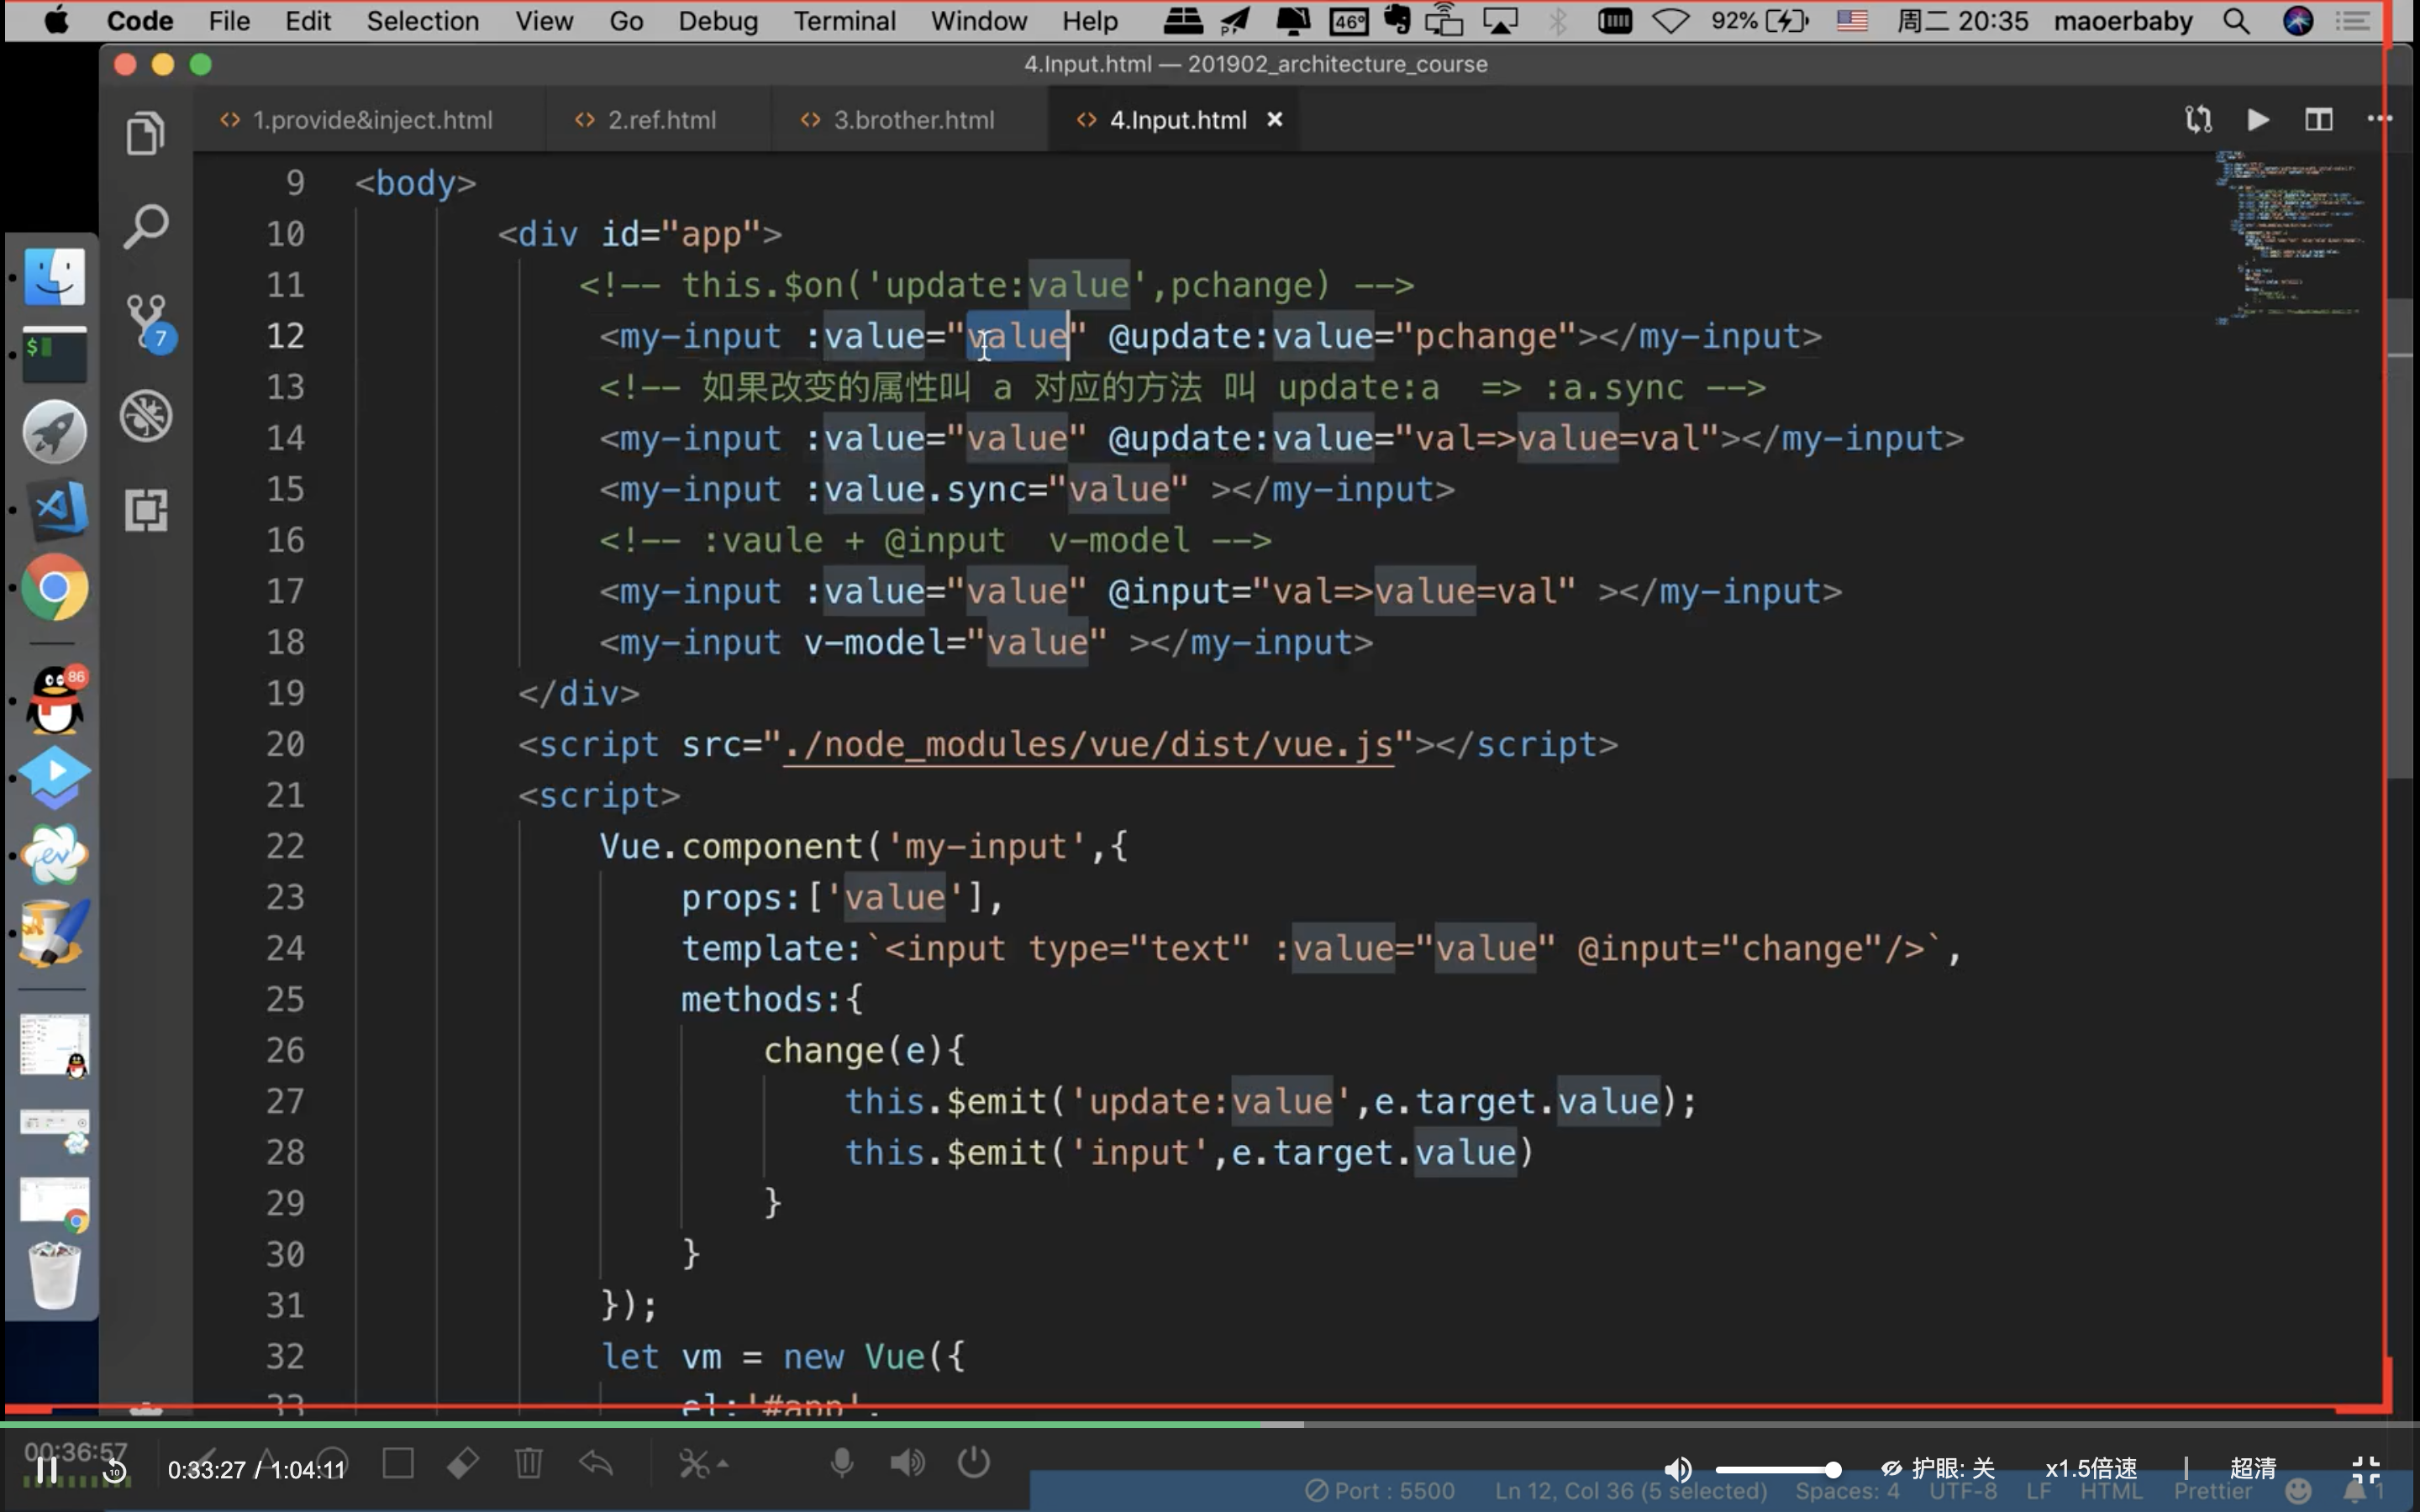 Code File Edit Selection View Go Debug Terminal Window Help 46° 92% 周二 20:35 maoerbaby
4.Input.html — 201902_architecture_course
1.provide&inject.html 2.ref.html 3.brother.html 4.Input.html
9 <body>
10 <div id="app">
11 <!-- this.$on('update:value',pchange) -->
12 <my-input :value="value" @update:value="pchange"></my-input>
13 <!-- 如果改变的属性叫 a 对应的方法 叫 update:a => :a.sync -->
14 <my-input :value="value" @update:value="val=>value=val"></my-input>
15 <my-input :value.sync="value" ></my-input>
16 <!-- :vaule + @input v-model -->
17 <my-input :value="value" @input="val=>value=val" ></my-input>
18 <my-input v-model="value" ></my-input>
19 </div>
20 <script src="./node_modules/vue/dist/vue.js"></script>
21 <script>
22 Vue.component('my-input',{
23 props:['value'],
24 template:`<input type="text" :value="value" @input="change"/>`,
25 methods:{
26 change(e){
27 this.$emit('update:value',e.target.value);
28 this.$emit('input',e.target.value)
29 }
30 }
31 });
32 let vm = new Vue({
33 el:'#app',
7
86
$
00:36:57
10
0:33:27 / 1:04:11 护眼: 关 x1.5倍速 | 超清
Port : 5500 Ln 12, Col 36 (5 selected) Spaces: 4 UTF-8 LF HTML Prettier 1